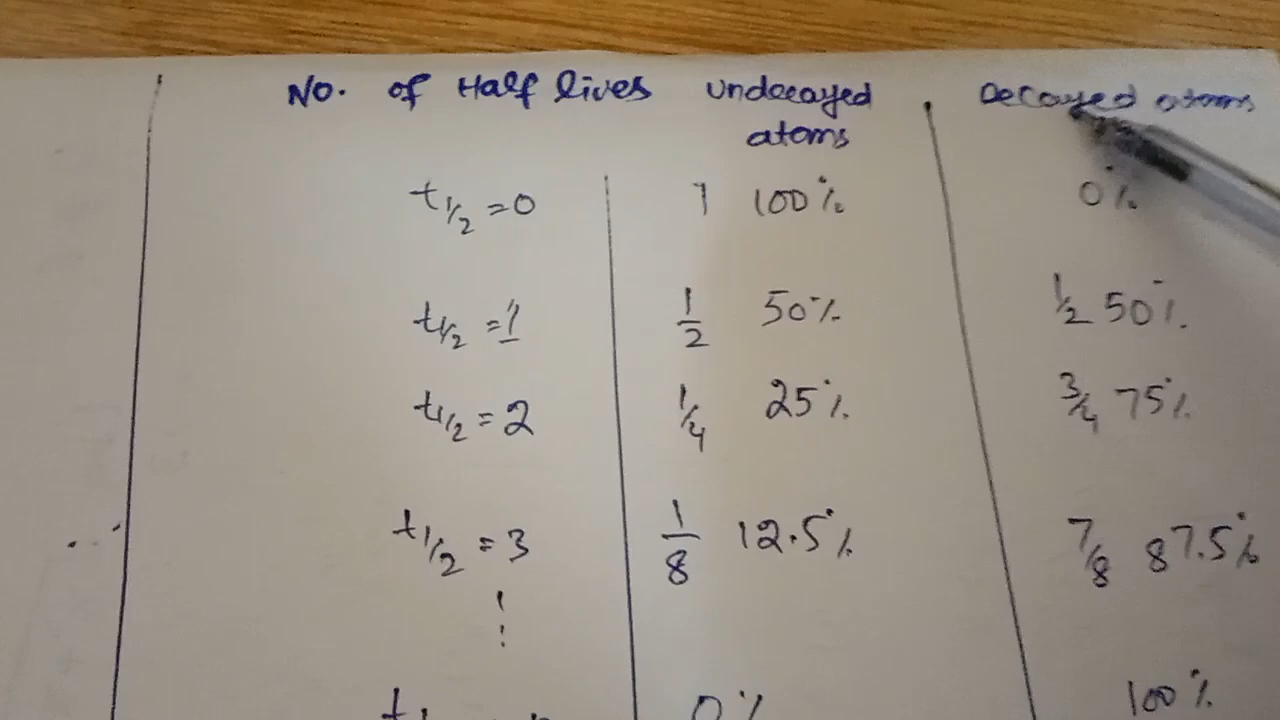 No. of Half lives undecayed Decayed atoms
atoms
t1/2 = 0 1 100% 0%
t1/2 = 1 1/2 50% 1/2 50%
t1/2 = 2 1/4 25% 3/4 75%
t1/2 = 3 1/8 12.5% 7/8 87.5%
0% 100%